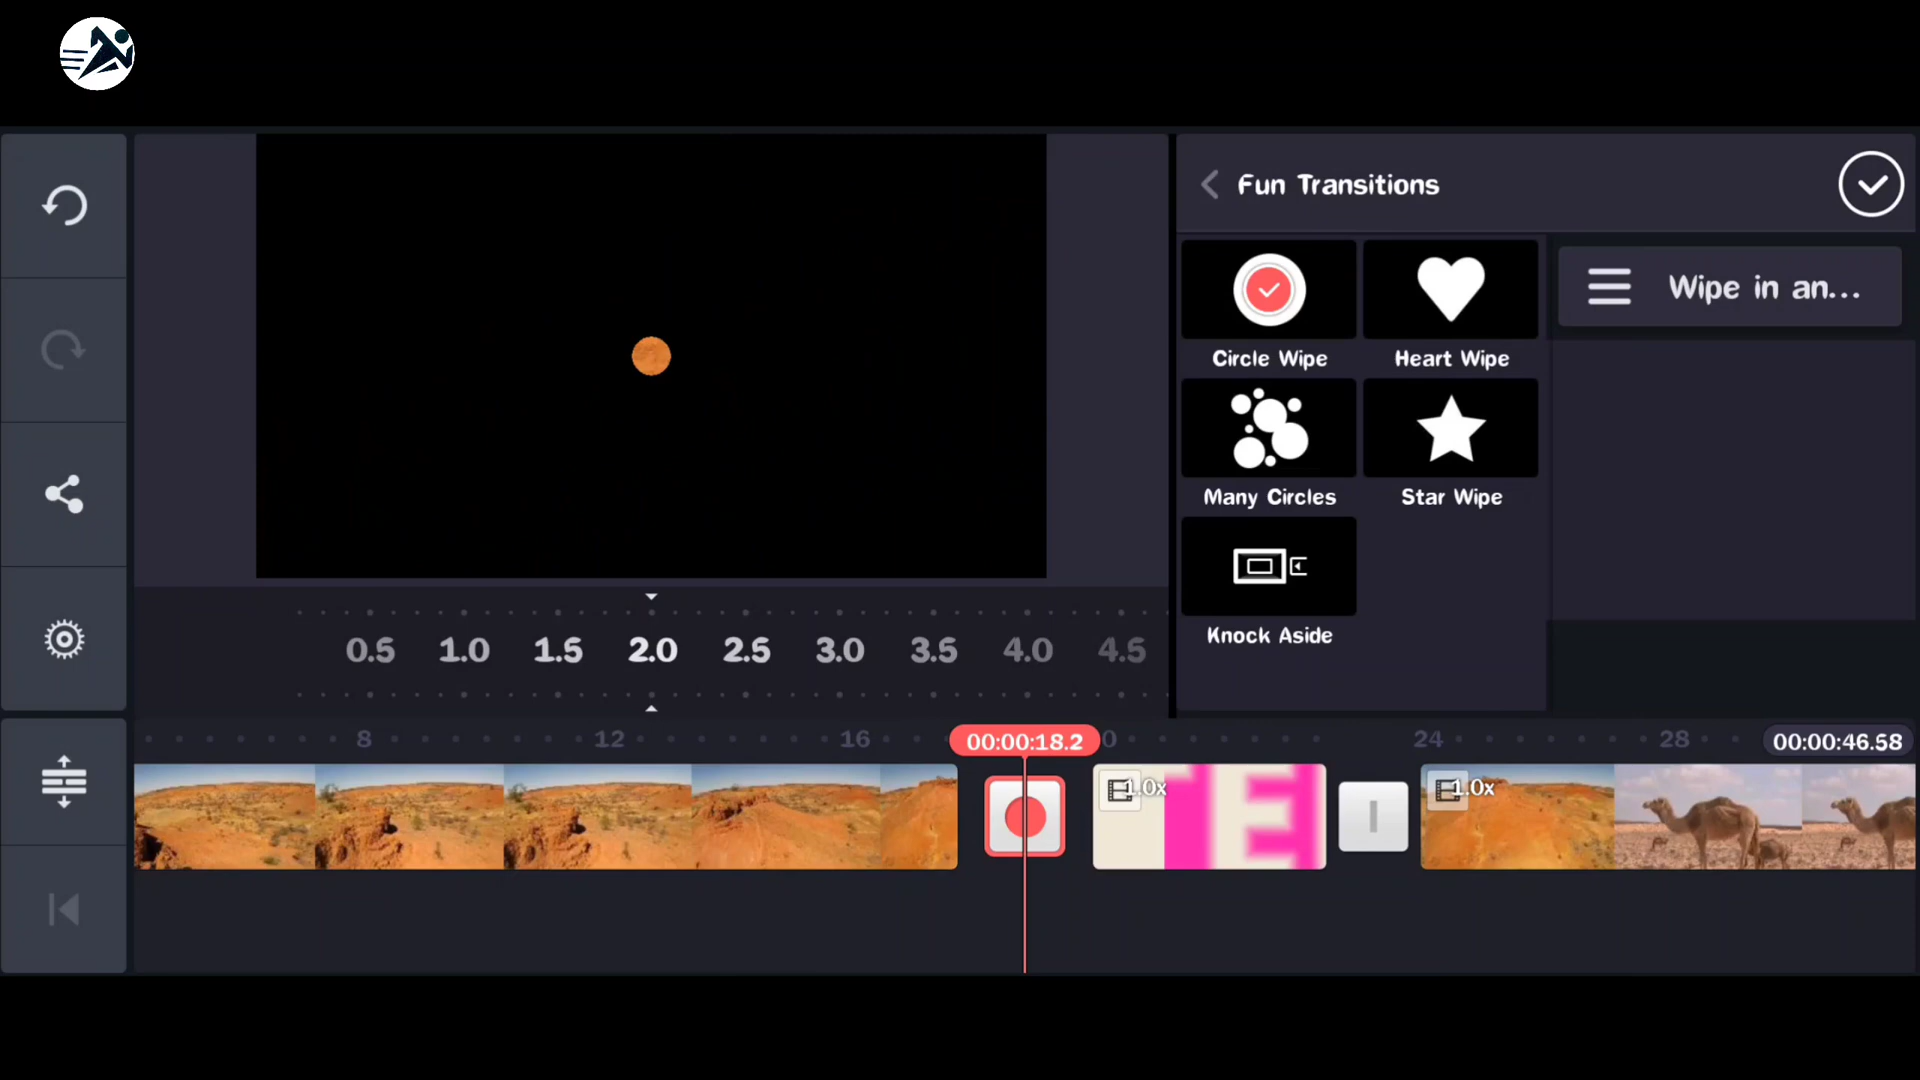 Fun Transitions
Wipe in an...
Circle Wipe
Heart Wipe
Many Circles
Star Wipe
Knock Aside
0.5 1.0 1.5 2.0 2.5 3.0 3.5 4.0 4.5
8 12 16 00:00:18.2 0 24 28 00:00:46.58
1.0x 1.0x
E